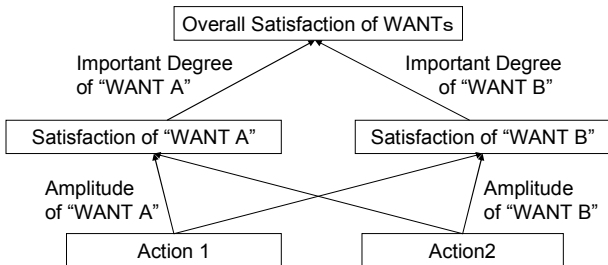 Overall Satisfaction of WANTs
Important Degree
of “WANT A”
Important Degree
of “WANT B”
Satisfaction of “WANT A”
Satisfaction of “WANT B”
Amplitude
of “WANT A”
Amplitude
of “WANT B”
Action 1
Action2